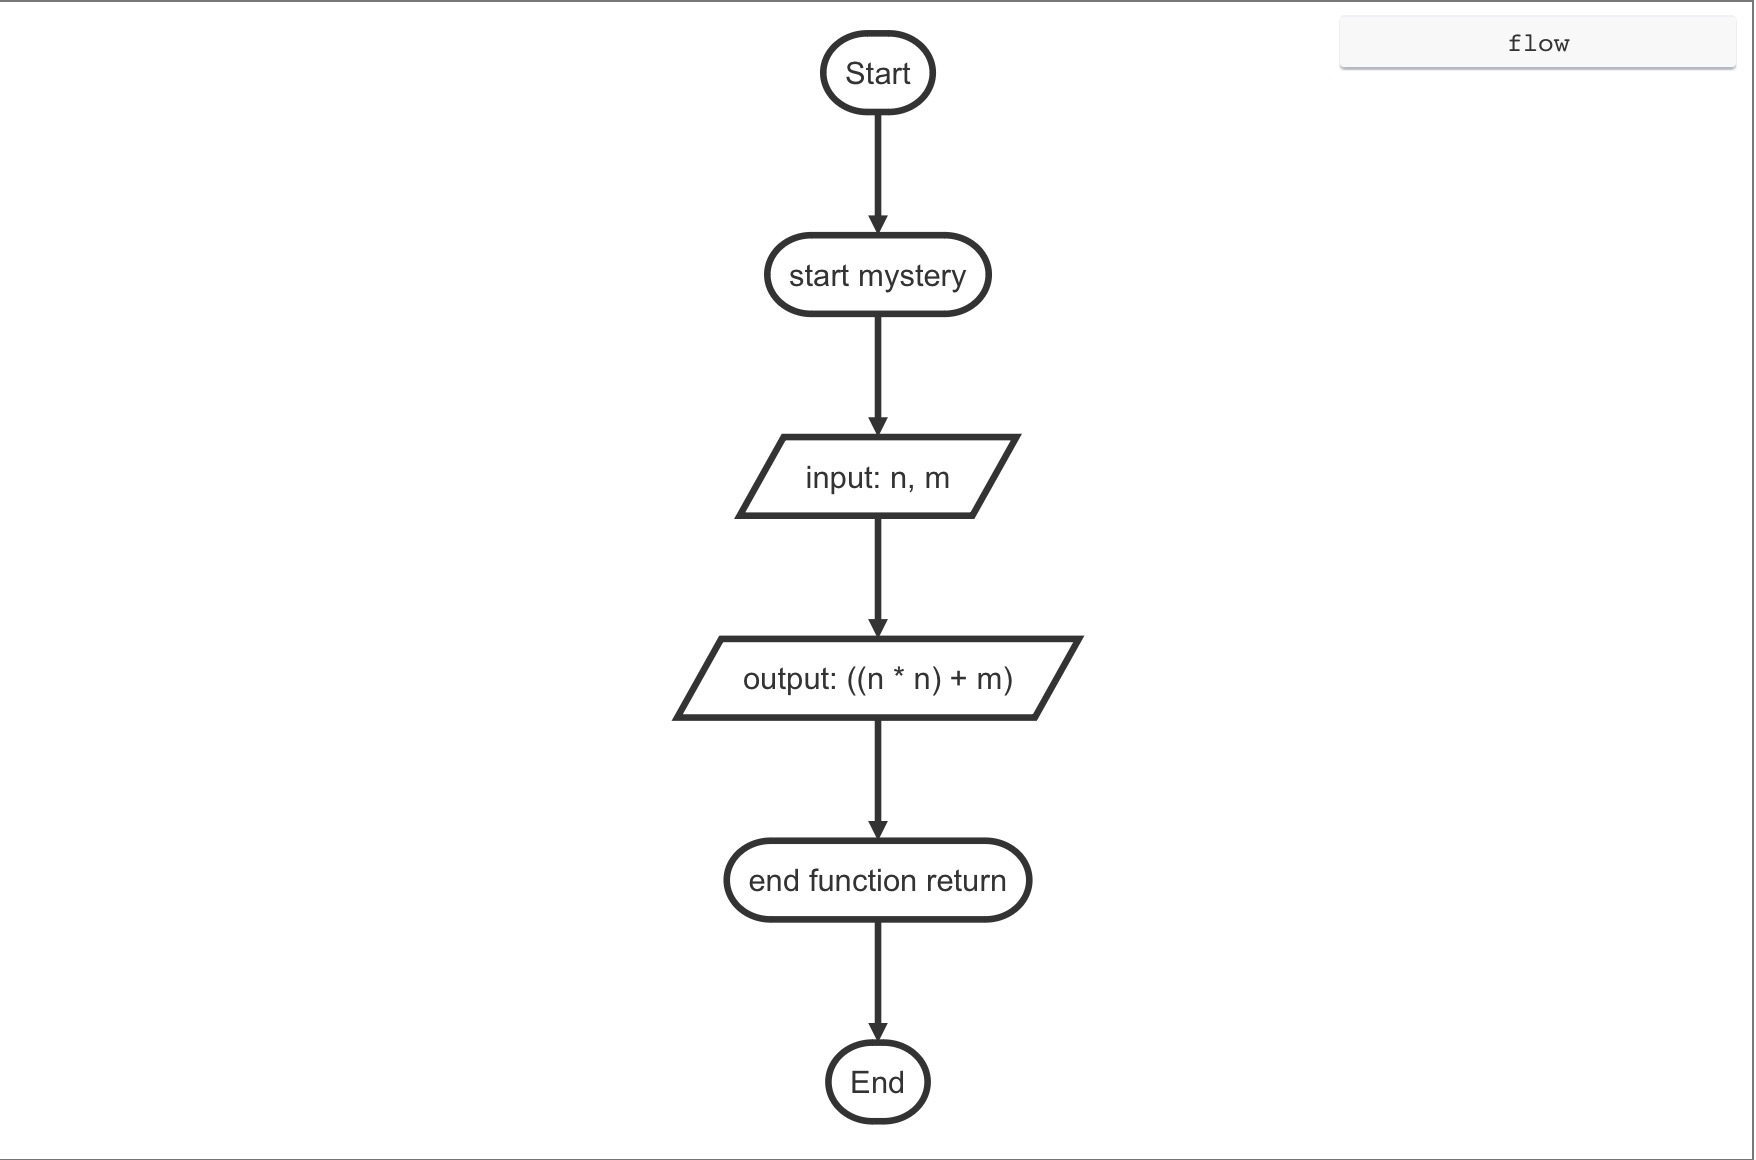 flow
Start
start mystery
input: n, m
output: ((n * n) + m)
end function return
End